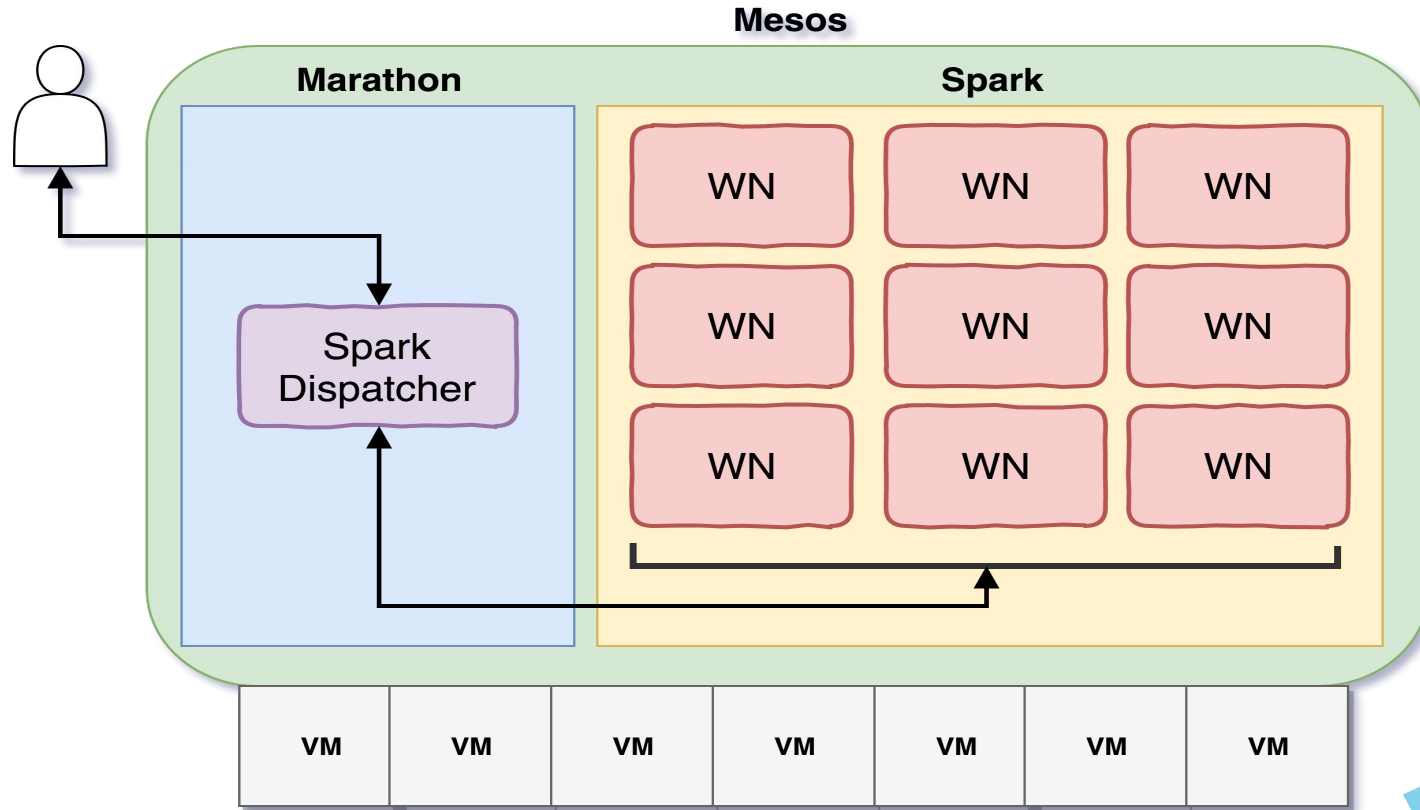 Mesos
Marathon
Spark
WN WN WN
Spark
Dispatcher
WN WN WN
WN WN WN
VM VM VM VM VM VM VM